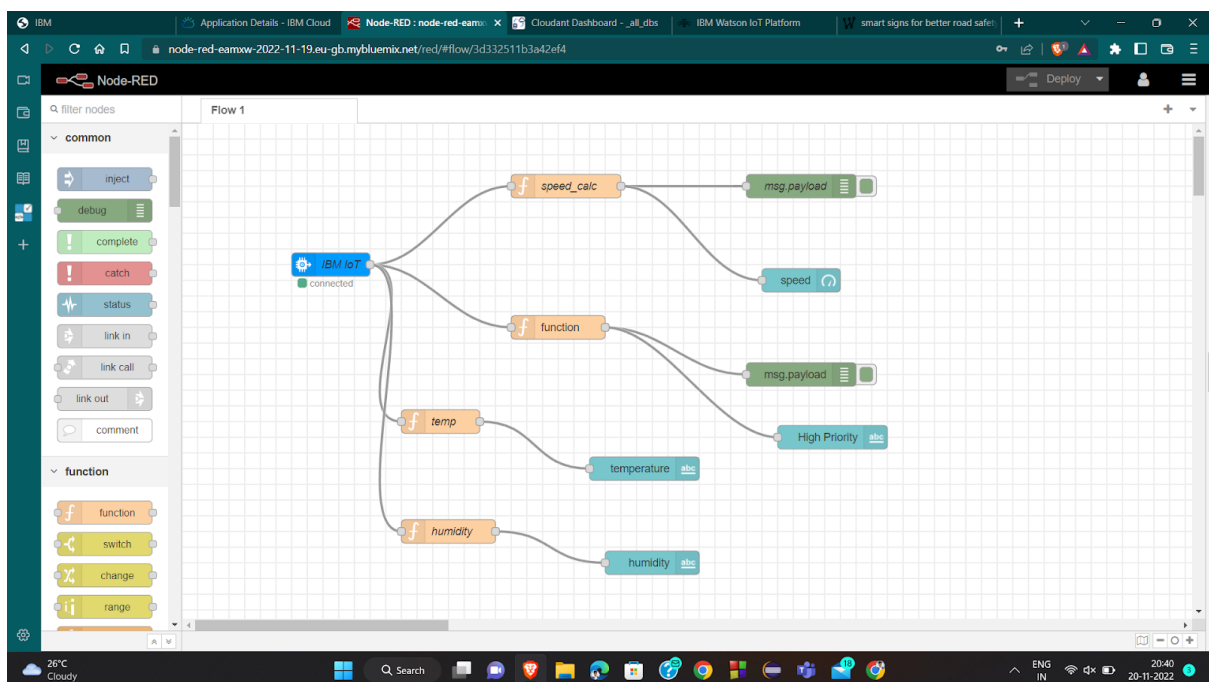 IBM
Application Details - IBM Cloud
Node-RED : node-red-eamx
Cloudant Dashboard - _all_dbs
IBM Watson IoT Platform
smart signs for better road safet
node-red-eamxw-2022-11-19.eu-gb.mybluemix.net/red/#flow/3d332511b3a42ef4
Node-RED
Deploy
filter nodes
Flow 1
common
inject
debug
complete
catch
status
link in
link call
link out
comment
function
function
switch
change
range
speed_calc
msg.payload
IBM IoT
connected
speed
function
msg.payload
High Priority abc
temp
temperature abc
humidity
humidity abc
26°C
Cloudy
Search
18
ENG
IN
20:40
20-11-2022
3